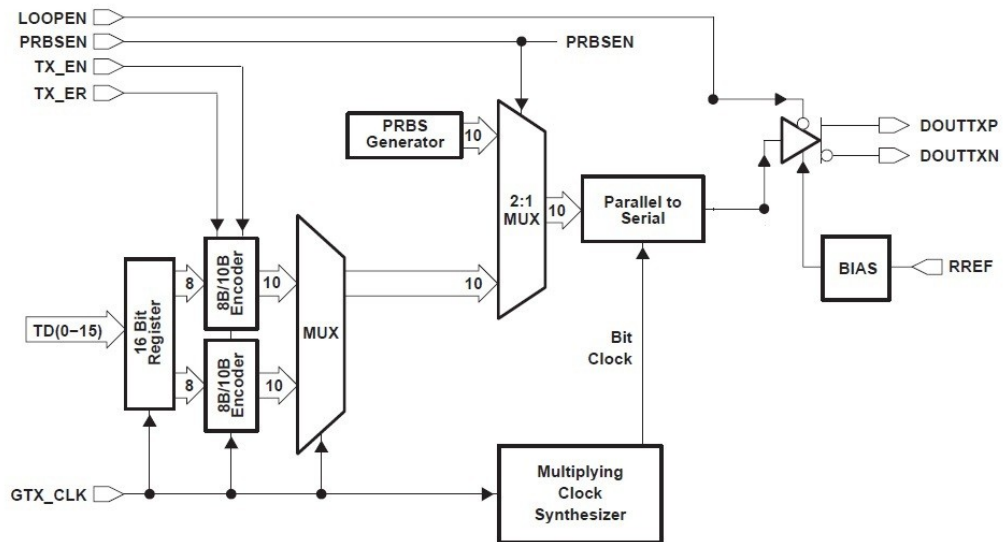 LOOPEN
PRBSEN
PRBSEN
TX_EN
TX_ER
PRBS
Generator
10
DOUTTXP
DOUTTXN
2:1
MUX
10
Parallel to
Serial
BIAS
RREF
TD(0–15)
16 Bit
Register
8
8B/10B
Encoder
10
MUX
10
8
8B/10B
Encoder
10
Bit
Clock
GTX_CLK
Multiplying
Clock
Synthesizer